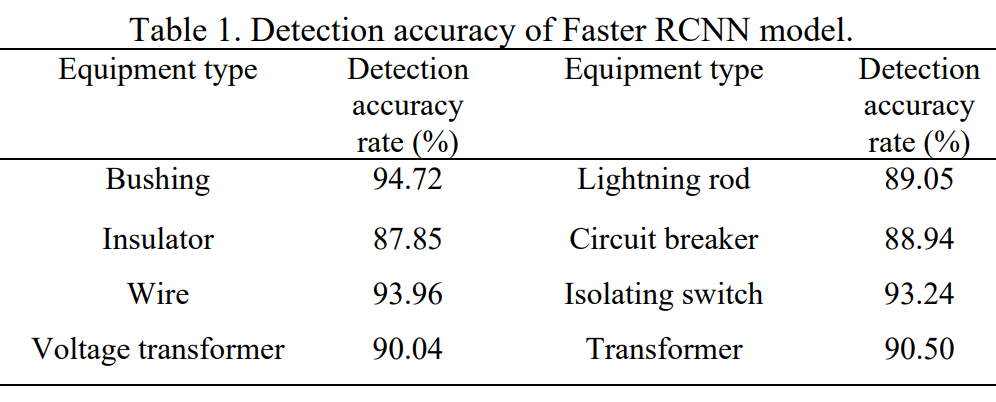 Table 1. Detection accuracy of Faster RCNN model.
Equipment type Detection accuracy rate (%) Equipment type Detection accuracy rate (%)
Bushing 94.72 Lightning rod 89.05
Insulator 87.85 Circuit breaker 88.94
Wire 93.96 Isolating switch 93.24
Voltage transformer 90.04 Transformer 90.50